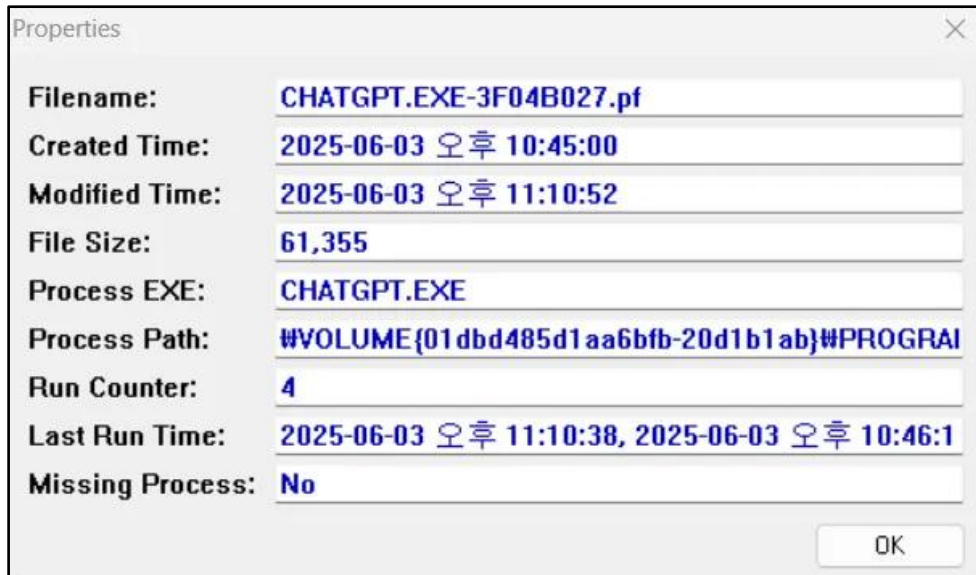 Properties
Filename: CHATGPT.EXE-3F04B027.pf
Created Time: 2025-06-03 오후 10:45:00
Modified Time: 2025-06-03 오후 11:10:52
File Size: 61,355
Process EXE: CHATGPT.EXE
Process Path: ₩VOLUME{01dbd485d1aa6bfb-20d1b1ab}₩PROGRAI
Run Counter: 4
Last Run Time: 2025-06-03 오후 11:10:38, 2025-06-03 오후 10:46:1
Missing Process: No
OK